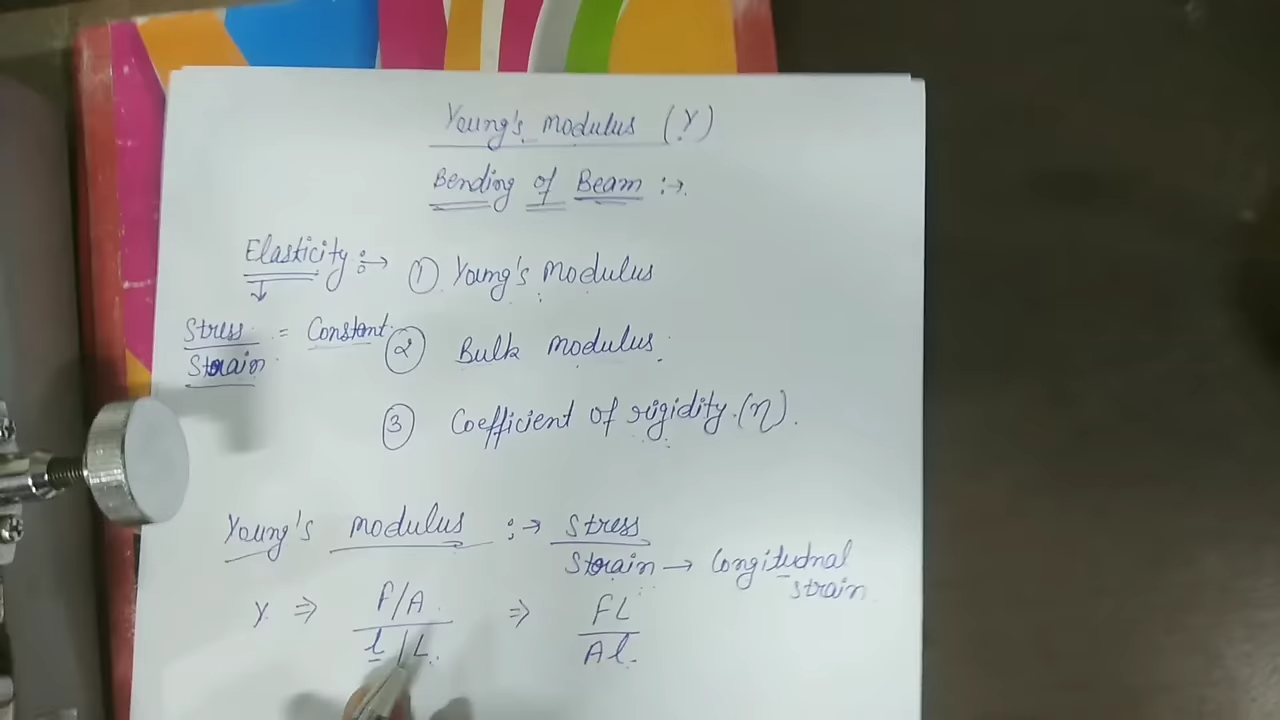 Young's modulus (Y)
Bending of Beam :→
Elasticity :→ ① Young's modulus
Stress / Strain = Constant
② Bulk modulus.
③ Coefficient of rigidity (η).
Young's modulus :→ Stress / Strain → Longitudnal strain
Y ⇒ F/A / l/L ⇒ FL / Al